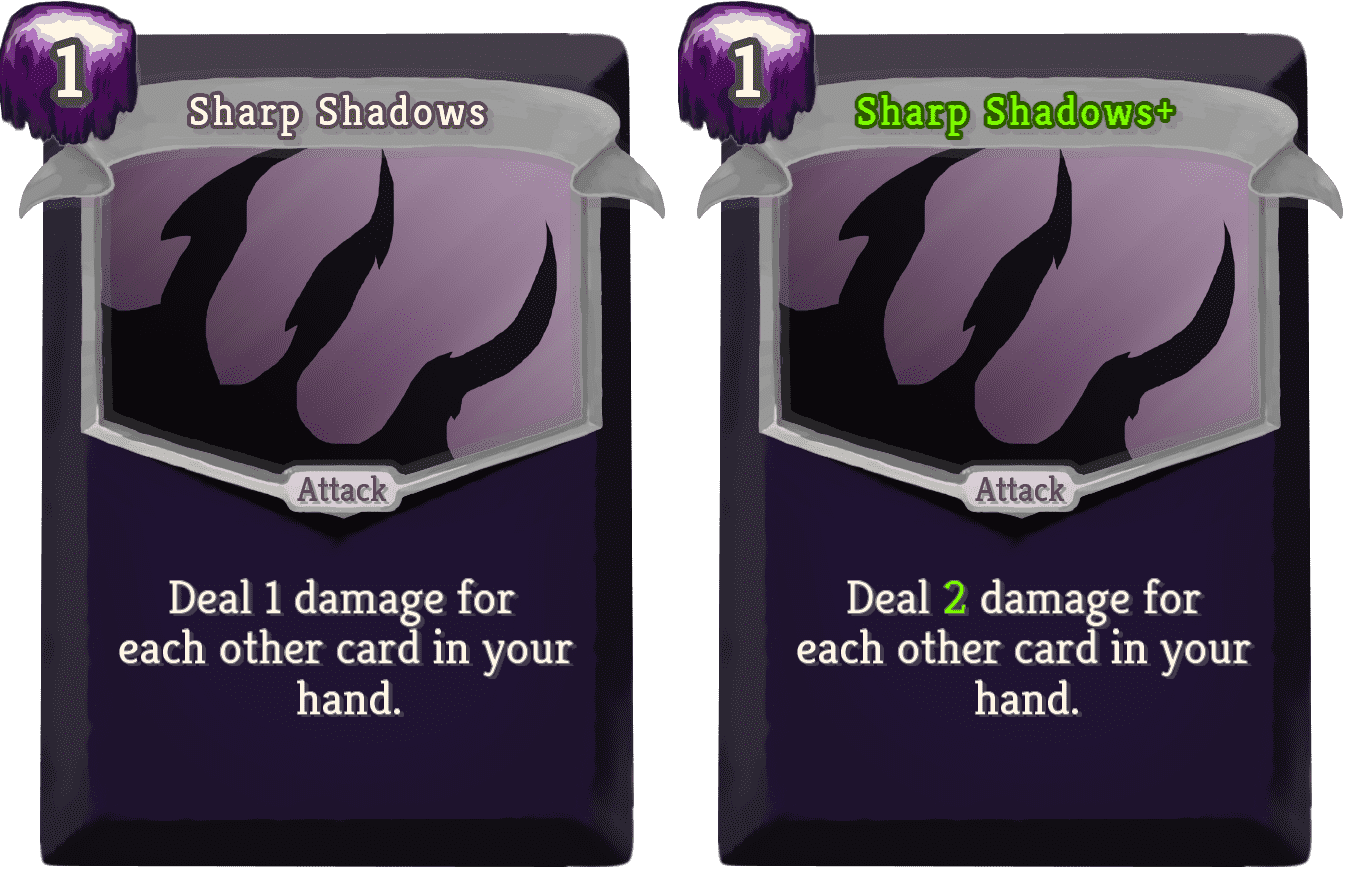 1
Sharp Shadows
Attack
Deal 1 damage for
each other card in your
hand.
1
Sharp Shadows+
Attack
Deal 2 damage for
each other card in your
hand.